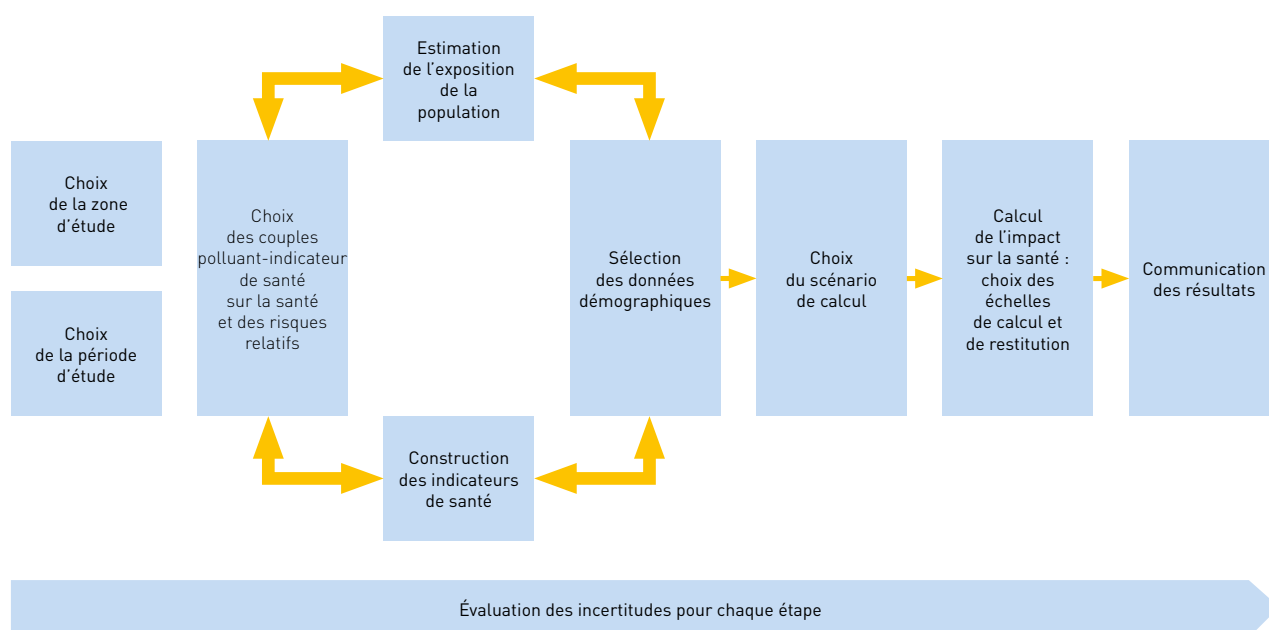 Choix
de la zone
d'étude
Choix
de la période
d'étude
Choix
des couples
polluant-indicateur
de santé
sur la santé
et des risques
relatifs
Estimation
de l'exposition
de la
population
Construction
des indicateurs
de santé
Sélection
des données
démographiques
Choix
du scénario
de calcul
Calcul
de l'impact
sur la santé :
choix des
échelles
de calcul et
de restitution
Communication
des résultats
Évaluation des incertitudes pour chaque étape